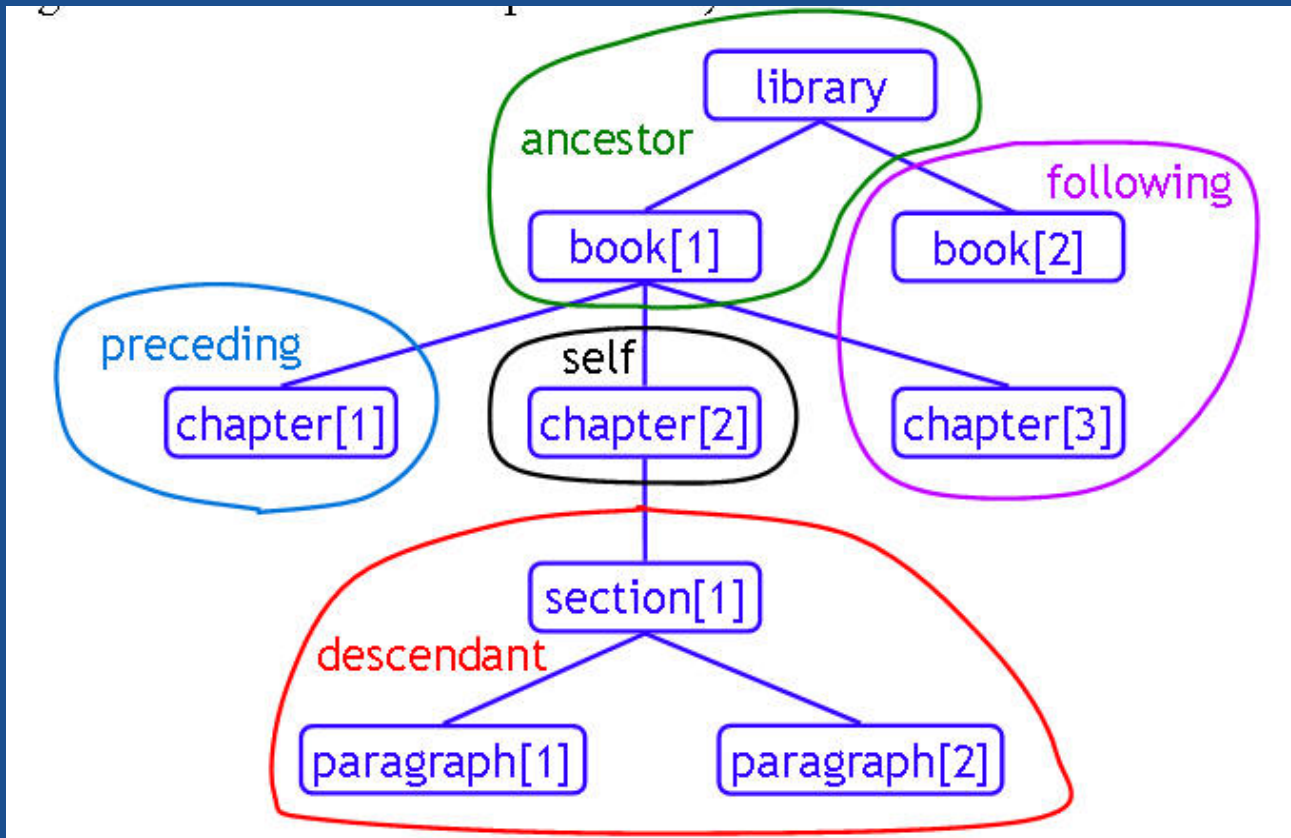 library
ancestor
following
book[1]
book[2]
preceding
self
chapter[1]
chapter[2]
chapter[3]
section[1]
descendant
paragraph[1]
paragraph[2]